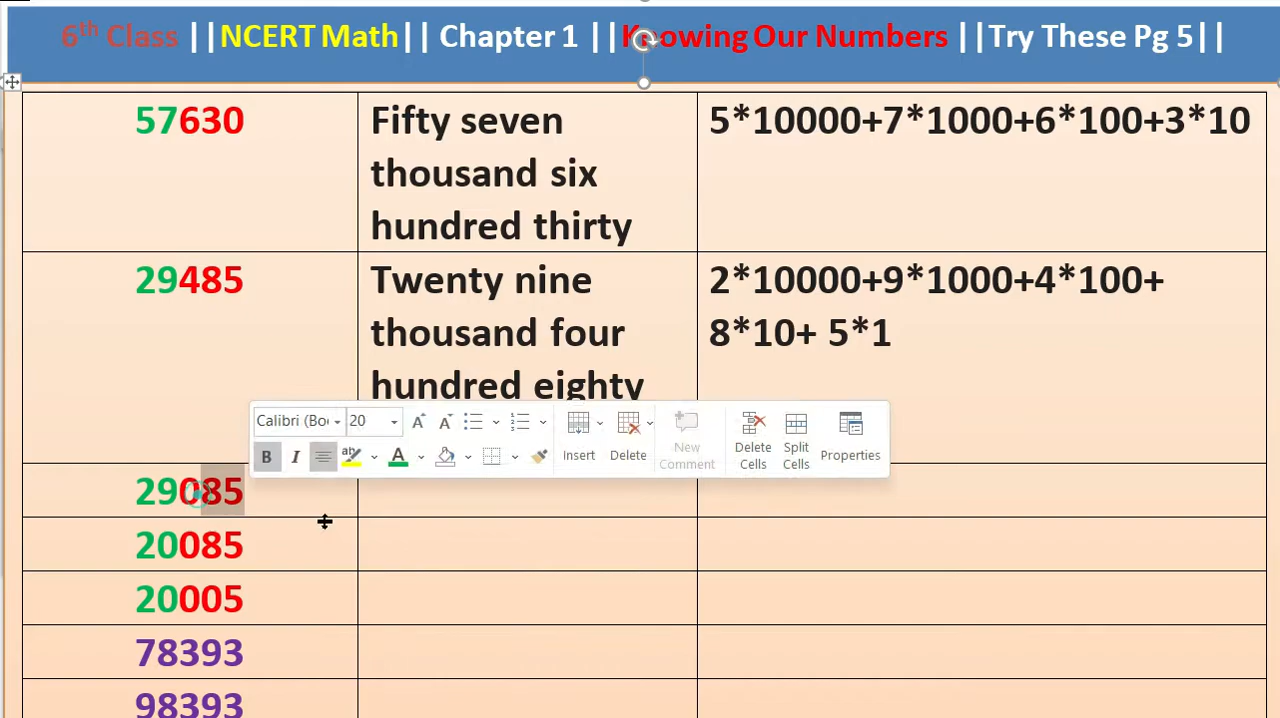 6th Class ||NCERT Math|| Chapter 1 ||Knowing Our Numbers ||Try These Pg 5||
57630
Fifty seven
thousand six
hundred thirty
5*10000+7*1000+6*100+3*10
29485
Twenty nine
thousand four
hundred eighty
2*10000+9*1000+4*100+
8*10+ 5*1
Calibri (Bo
20
Insert
Delete
New
Comment
Delete
Cells
Split
Cells
Properties
29085
20085
20005
78393
98393